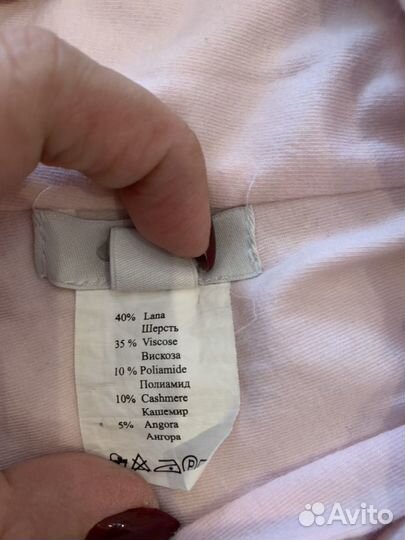 40% Lana
Шерсть
35 % Viscose
Вискоза
10 % Poliamide
Полиамид
10% Cashmere
Кашемир
5% Angora
Ангора
P
Avito